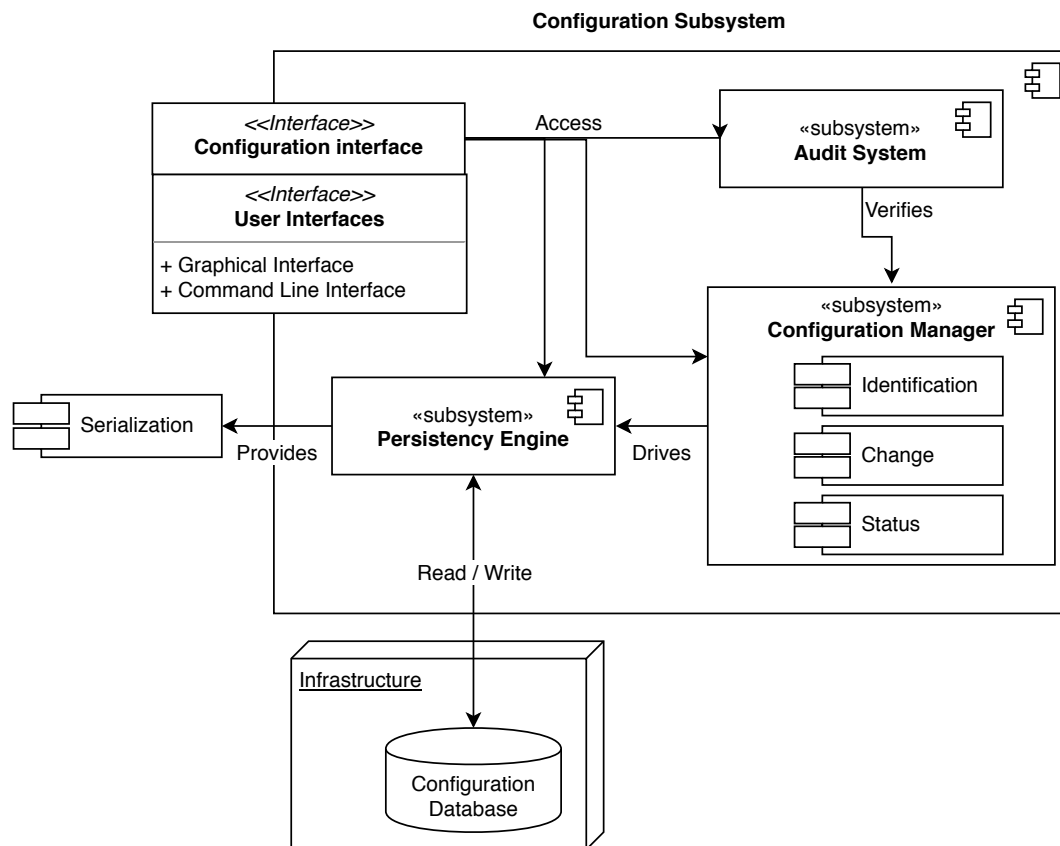 Configuration Subsystem
<<Interface>>
Configuration interface
Access
«subsystem»
Audit System
<<Interface>>
User Interfaces
+ Graphical Interface
+ Command Line Interface
Verifies
«subsystem»
Configuration Manager
Identification
Change
Status
Serialization
Provides
«subsystem»
Persistency Engine
Drives
Read / Write
Infrastructure
Configuration
Database